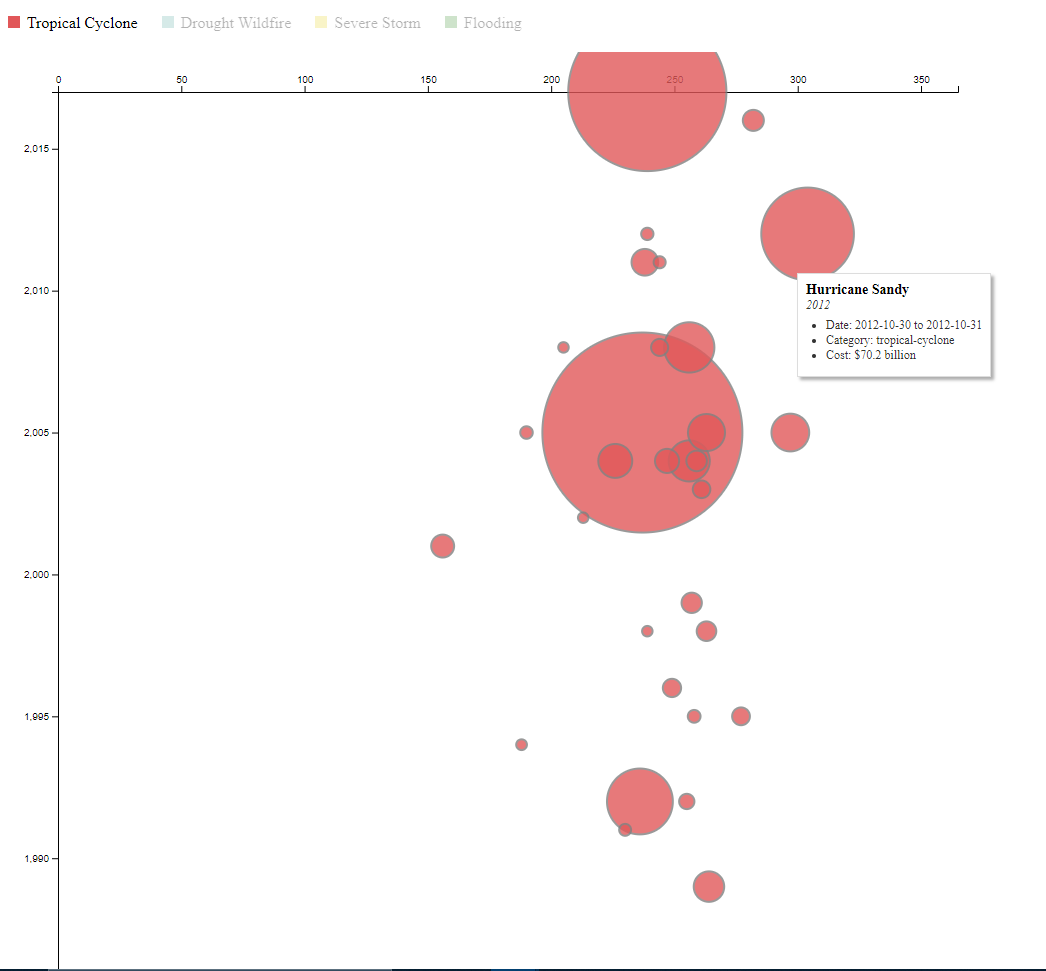 Tropical Cyclone Drought Wildfire Severe Storm Flooding
0 50 100 150 200 250 300 350
2,015
2,010
Hurricane Sandy
2012
Date: 2012-10-30 to 2012-10-31
Category: tropical-cyclone
Cost: $70.2 billion
2,005
2,000
1,995
1,990